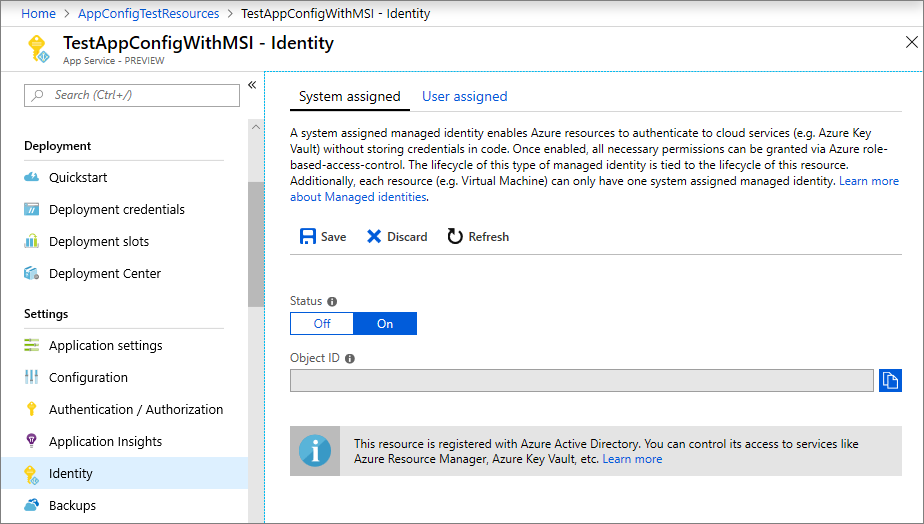 Home > AppConfigTestResources > TestAppConfigWithMSI - Identity
TestAppConfigWithMSI - Identity
App Service - PREVIEW
Search (Ctrl+/)
Deployment
Quickstart
Deployment credentials
Deployment slots
Deployment Center
Settings
Application settings
Configuration
Authentication / Authorization
Application Insights
Identity
Backups
System assigned User assigned
A system assigned managed identity enables Azure resources to authenticate to cloud services (e.g. Azure Key
Vault) without storing credentials in code. Once enabled, all necessary permissions can be granted via Azure role-
based-access-control. The lifecycle of this type of managed identity is tied to the lifecycle of this resource.
Additionally, each resource (e.g. Virtual Machine) can only have one system assigned managed identity. Learn more
about Managed identities.
Save Discard Refresh
Status
Off On
Object ID
This resource is registered with Azure Active Directory. You can control its access to services like
Azure Resource Manager, Azure Key Vault, etc. Learn more